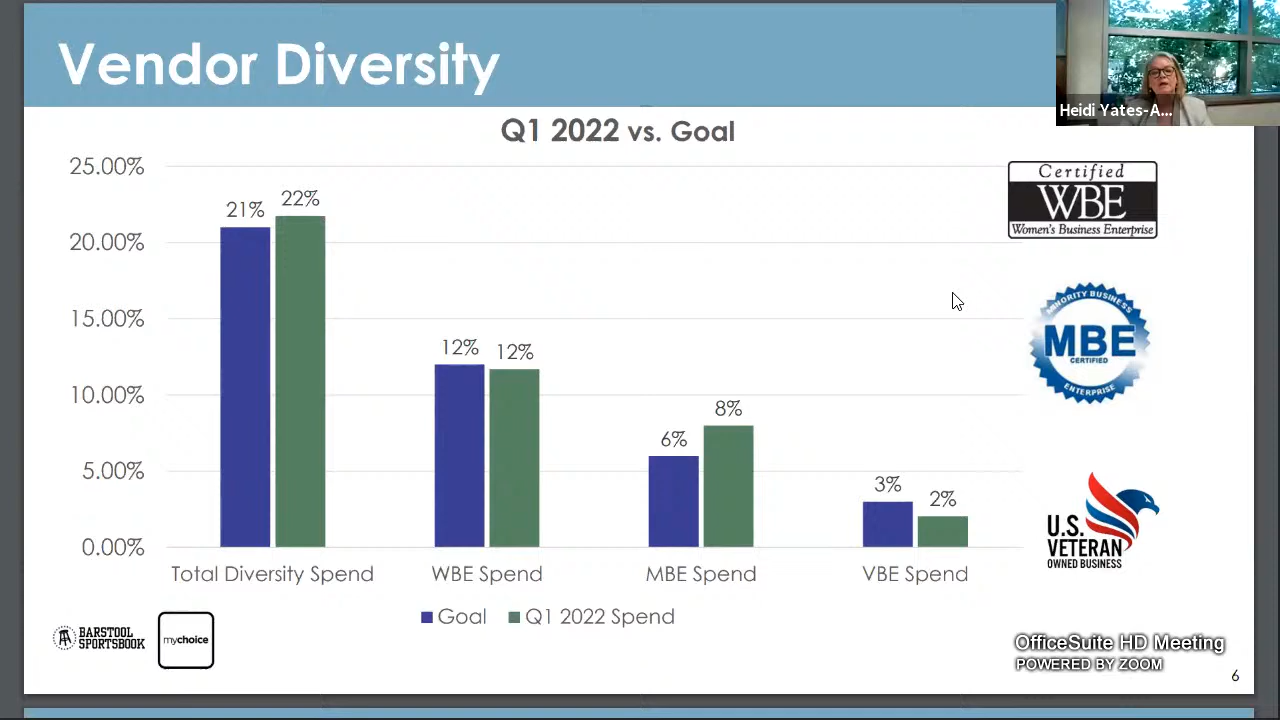 Vendor Diversity
Heidi Yates-A...
Q1 2022 vs. Goal
25.00%
20.00%
15.00%
10.00%
5.00%
0.00%
21%
22%
12%
12%
6%
8%
3%
2%
Total Diversity Spend
WBE Spend
MBE Spend
VBE Spend
Goal
Q1 2022 Spend
Certified
WBE
Women's Business Enterprise
MINORITY BUSINESS
MBE
CERTIFIED
ENTERPRISE
U.S.
VETERAN
OWNED BUSINESS
BARSTOOL
SPORTSBOOK
mychoice
OfficeSuite HD Meeting
POWERED BY ZOOM
6